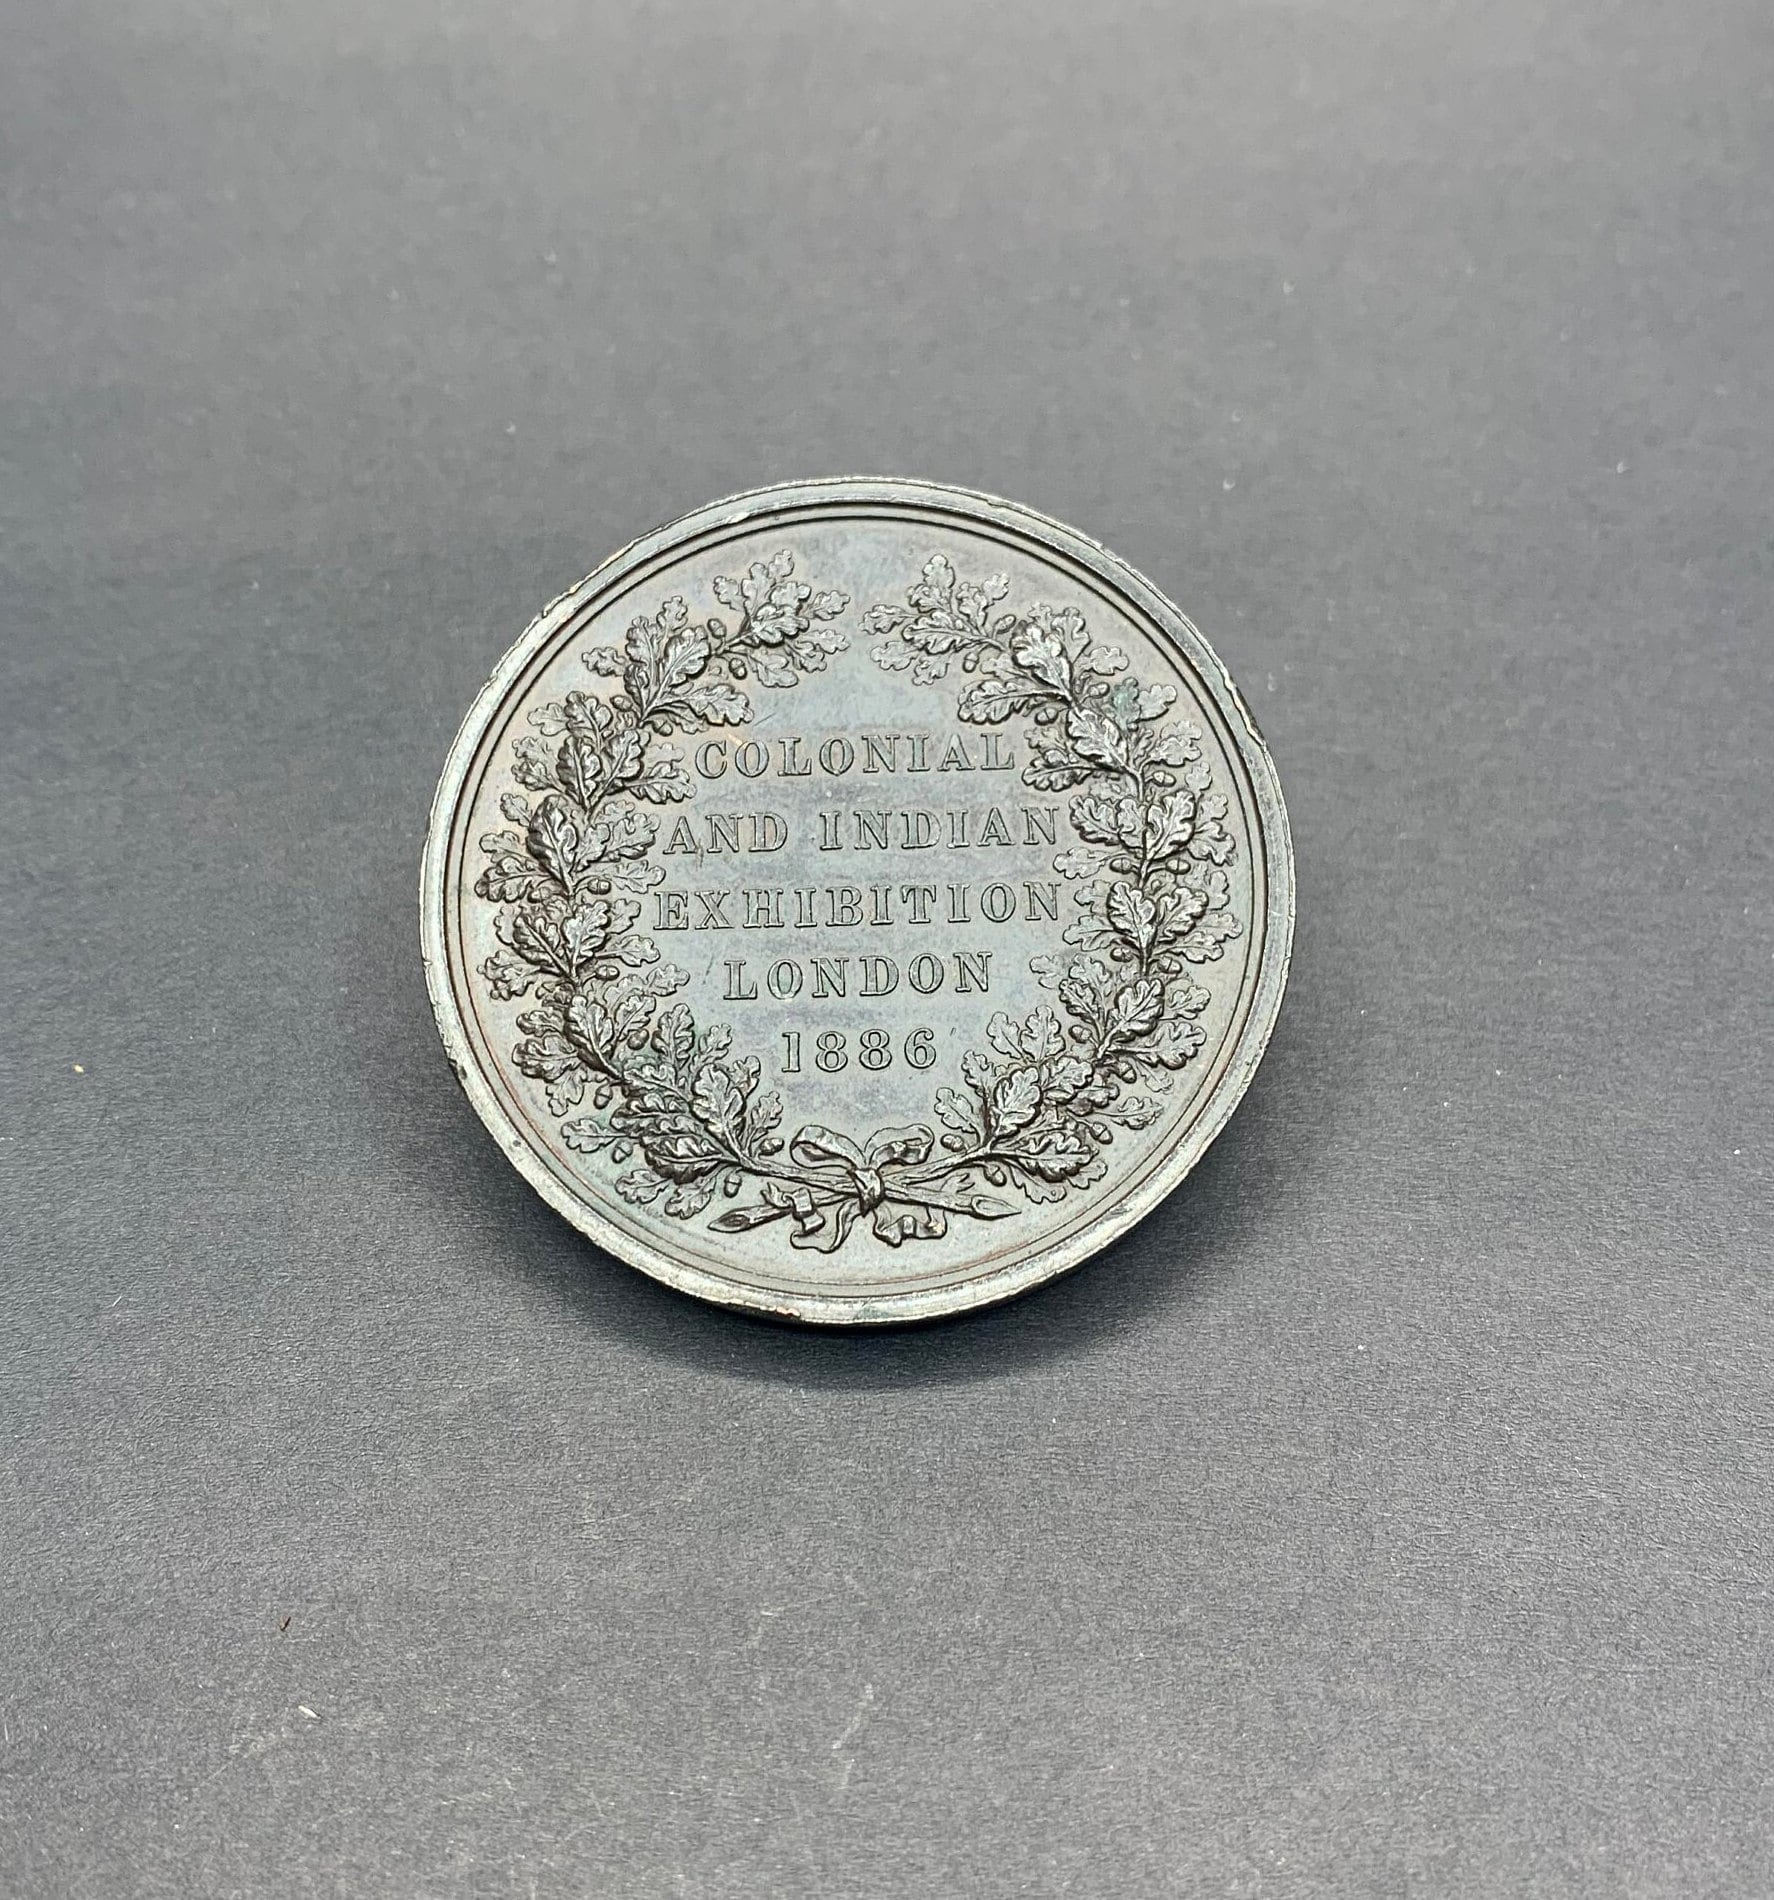 COLONIAL
AND INDIAN
EXHIBITION
LONDON
1886